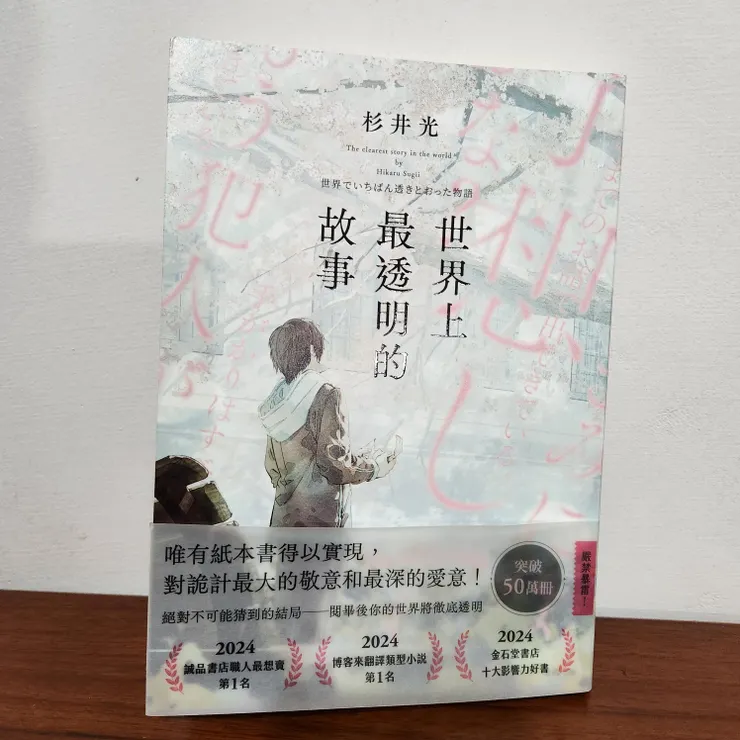 杉井光
The clearest story in the world
by
Hikaru Sugii
世界でいちばん透きとおった物語
世界上
最透明的
故事
唯有紙本書得以實現，
對詭計最大的敬意和最深的愛意！
絕對不可能猜到的結局——閱畢後你的世界將徹底透明
突破
50萬冊
嚴禁暴雷！
2024
誠品書店職人最想賣
第1名
2024
博客來翻譯類型小說
第1名
2024
金石堂書店
十大影響力好書